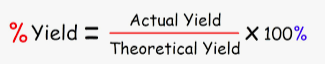 % Yield = Actual Yield / Theoretical Yield X 100%